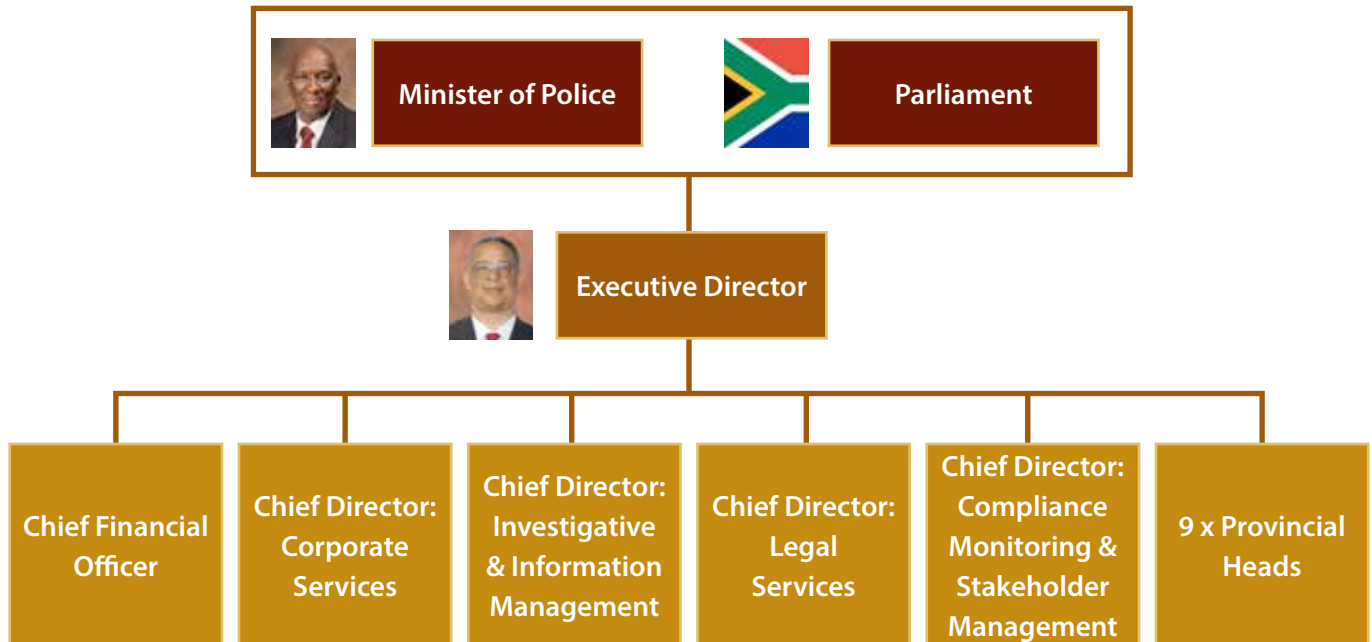 Minister of Police
Parliament
Executive Director
Chief Financial
Officer
Chief Director:
Corporate
Services
Chief Director:
Investigative
& Information
Management
Chief Director:
Legal
Services
Chief Director:
Compliance
Monitoring &
Stakeholder
Management
9 x Provincial
Heads